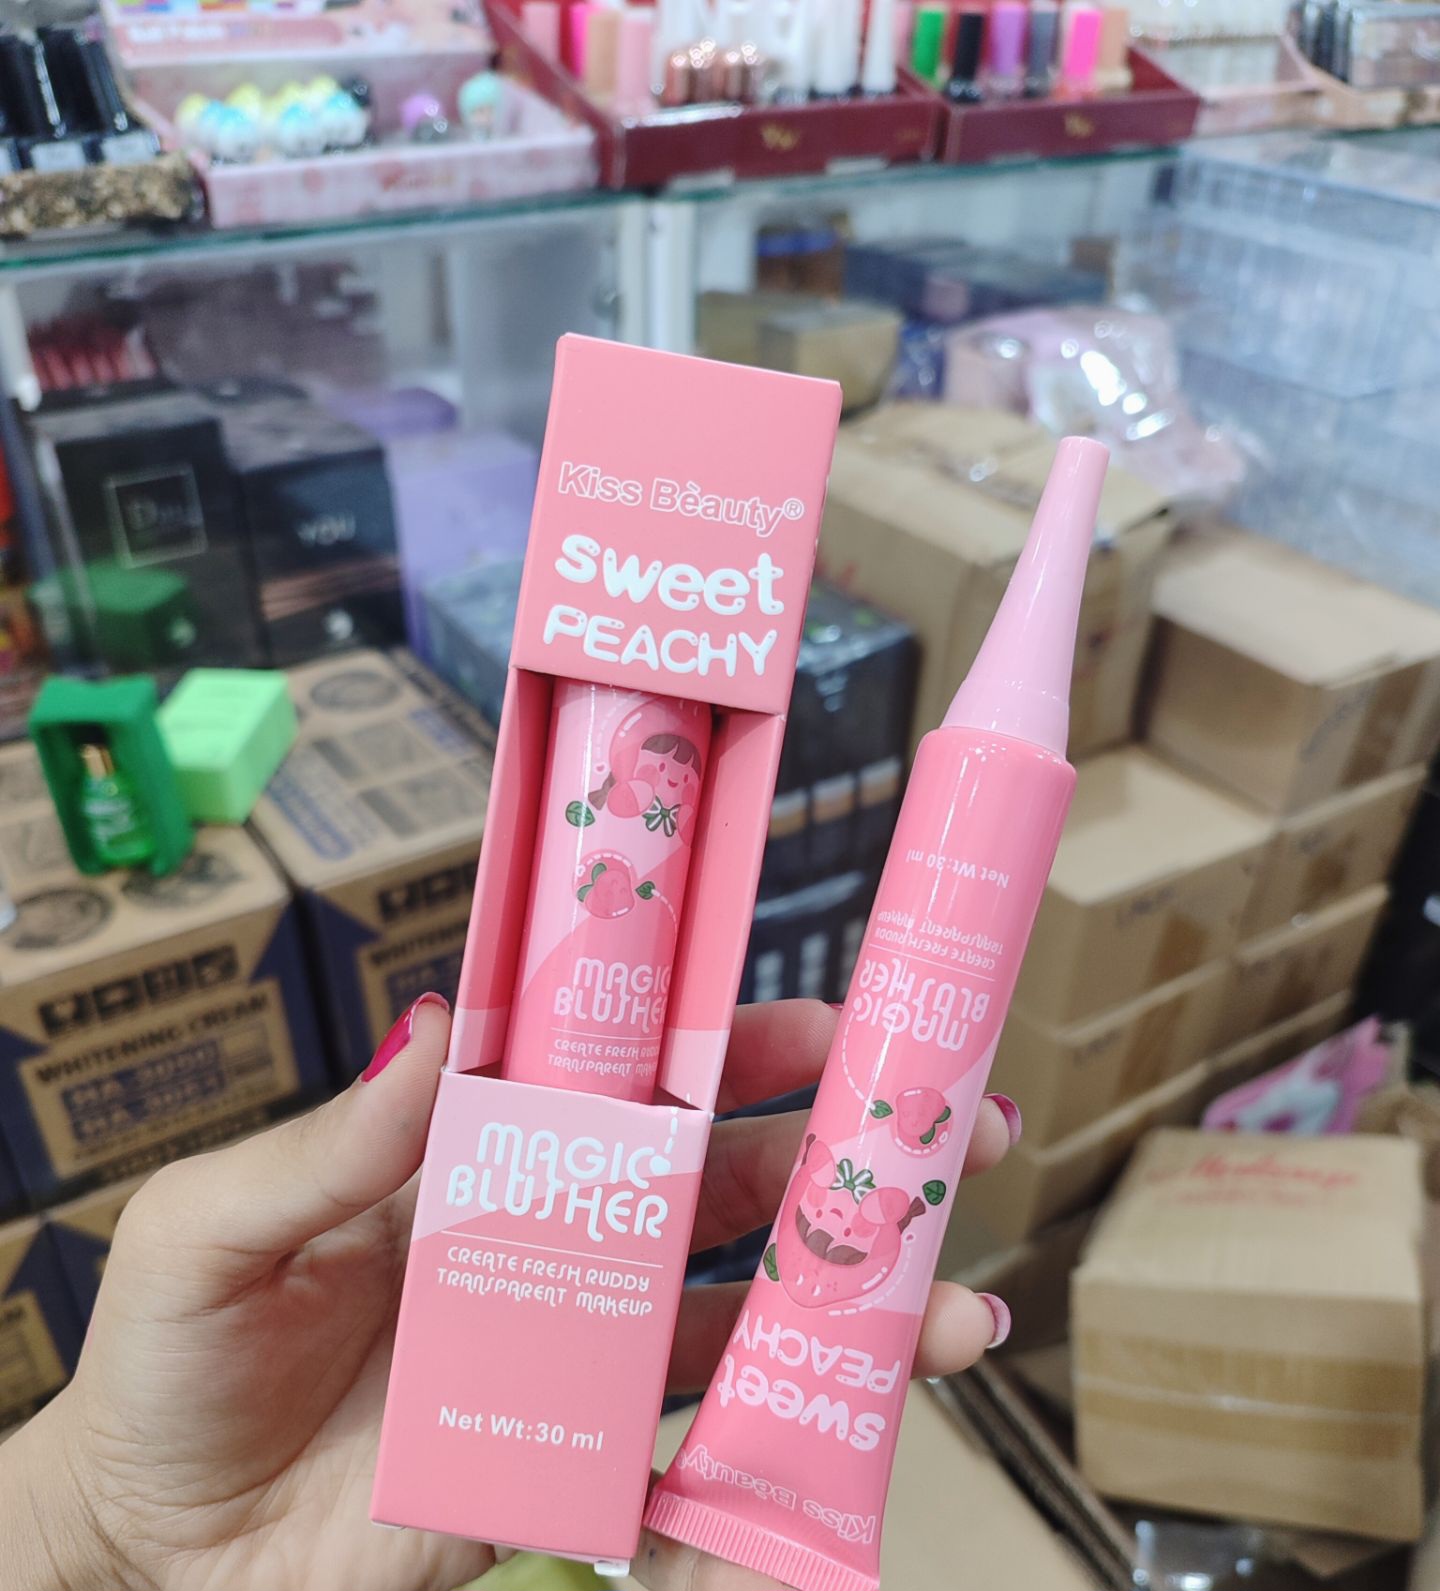 Kiss Bèauty®
sweet
PEACHY
MAGIC
BLUSHER
CREATE FRESH RUDDY
TRANSPARENT MAKEUP
MAGIC
BLUSHER
CREATE FRESH RUDDY
TRANSPARENT MAKEUP
Net Wt:30 ml
Kiss Bèauty
sweet
PEACHY
MAGIC
BLUSHER
CREATE FRESH RUDDY
TRANSPARENT MAKEUP
Net Wt:30 ml
YOU
WHITENING CREAM